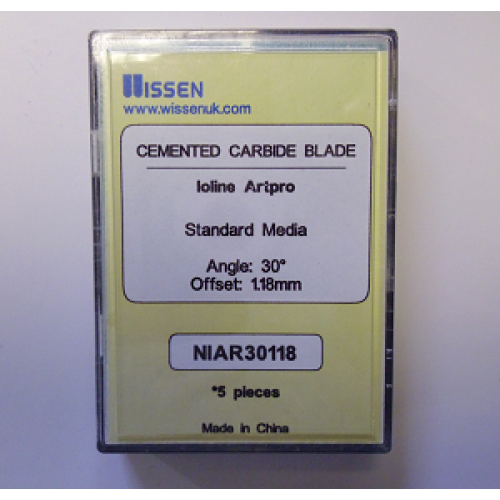 WISSEN
www.wissenuk.com
CEMENTED CARBIDE BLADE
Ioline Artpro
Standard Media
Angle: 30°
Offset: 1.18mm
NIAR30118
*5 pieces
Made in China